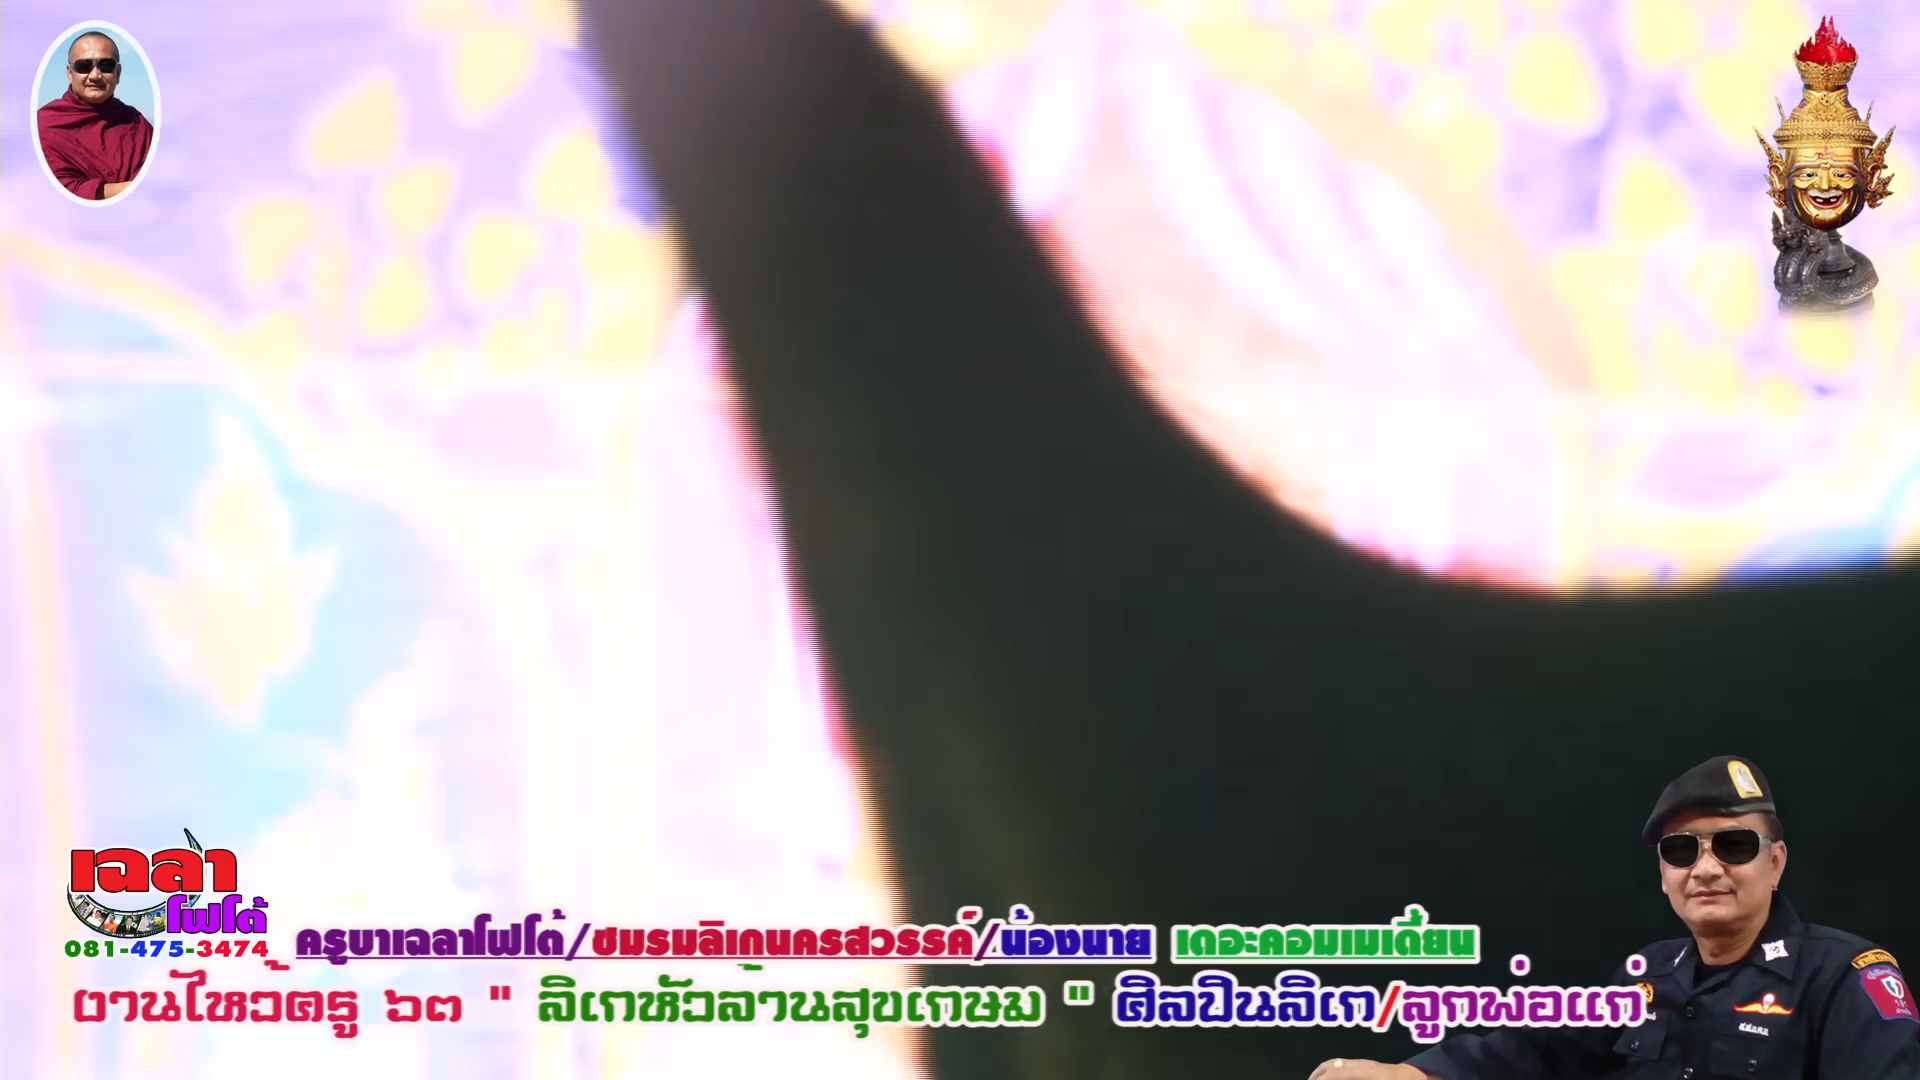 เฉลา
โฟโต้
081-475-3474
ครูบาเฉลาโฟโต้/ชมรมลิเกนครสวรรค์/น้องนาย เดอะคอมเมเดี้ยน
งานไหว้ครู ๖๓ " ลิเกหัวล้านสุขเกษม " ศิลปินลิเก/ลูกพ่อแก่
191